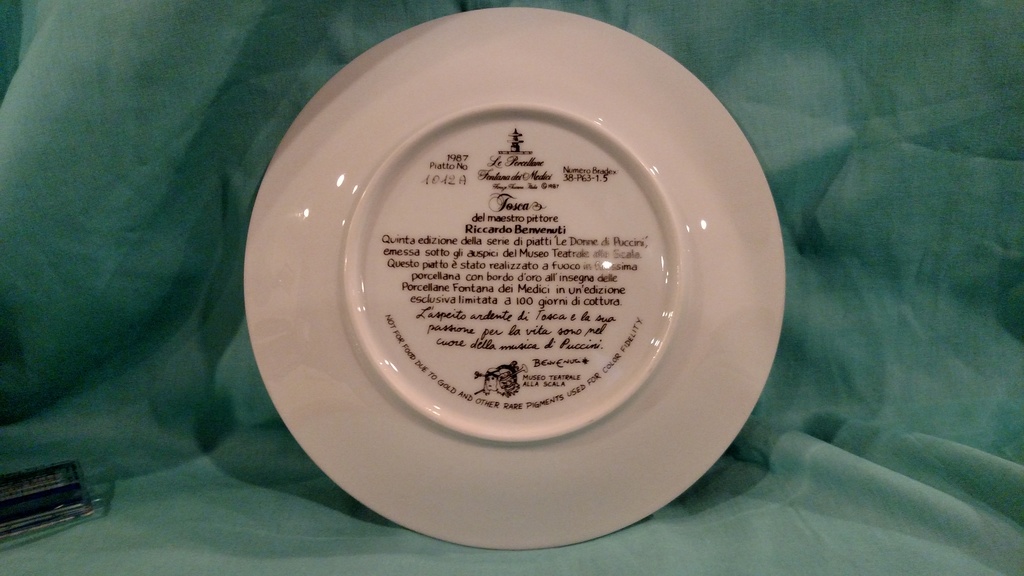 1987
Piatto No
1012A
Le Porcellane
Fontana dei Medici
© 1987
Numero Bradex
38-P63-1.5
Tosca
del maestro pittore
Riccardo Benvenuti
Quinta edizione della serie di piatti "Le Donne di Puccini",
emessa sotto gli auspici del Museo Teatrale alla Scala.
Questo piatto è stato realizzato a fuoco in finissima
porcellana con bordo d'oro all'insegna delle
Porcellane Fontana dei Medici in un'edizione
esclusiva limitata a 100 giorni di cottura.
L'aspetto ardente di Tosca e la sua
passione per la vita sono nel
cuore della musica di Puccini.
BENVENUTI
MUSEO TEATRALE
ALLA SCALA
NOT FOR FOOD DUE TO GOLD AND OTHER RARE PIGMENTS USED FOR COLOR FIDELITY